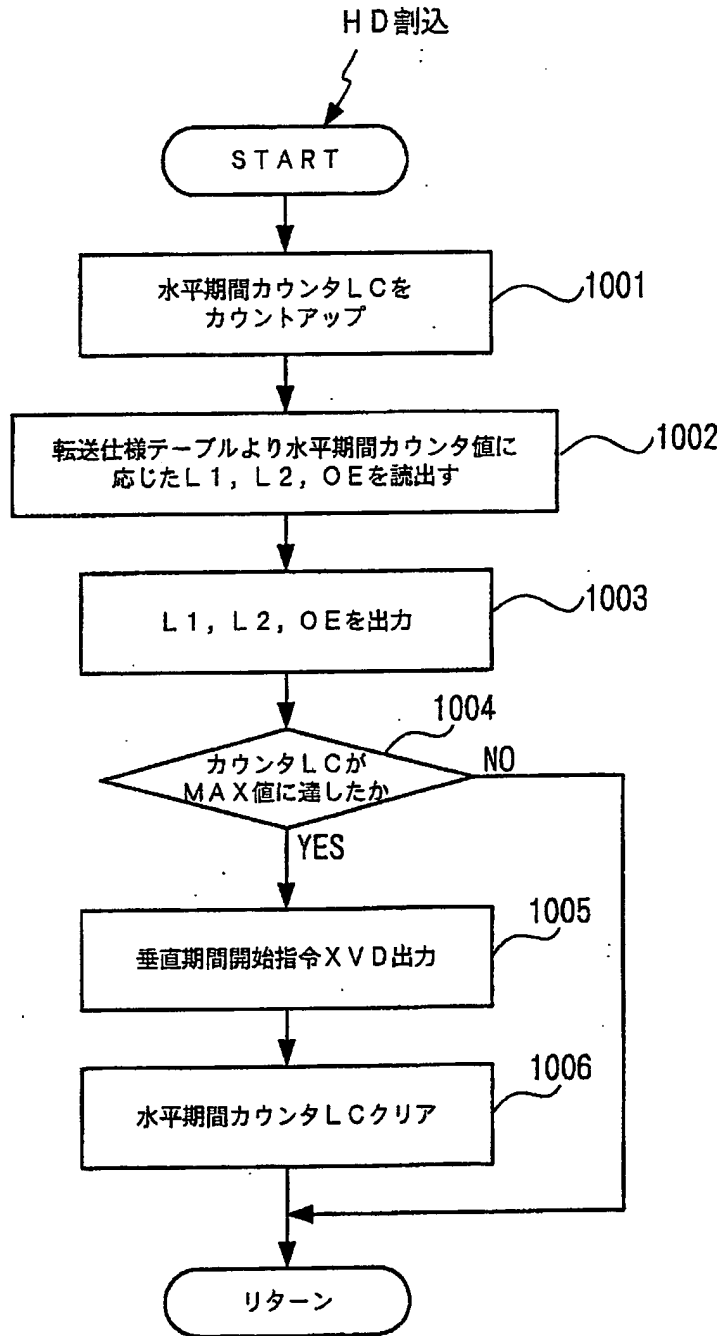 ＨＤ割込
ＳＴＡＲＴ
水平期間カウンタＬＣを
カウントアップ
1001
転送仕様テーブルより水平期間カウンタ値に
応じたＬ１，Ｌ２，ＯＥを読出す
1002
Ｌ１，Ｌ２，ＯＥを出力
1003
1004
カウンタＬＣが
ＭＡＸ値に達したか
NO
YES
垂直期間開始指令ＸＶＤ出力
1005
水平期間カウンタＬＣクリア
1006
リターン